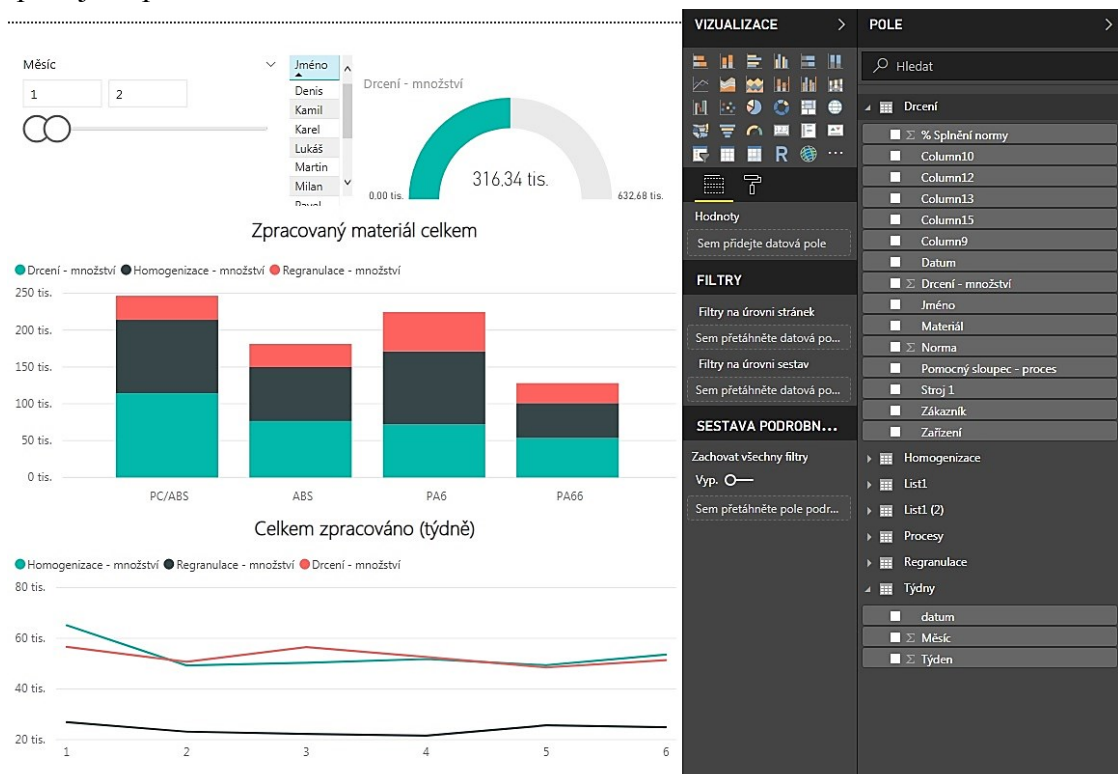 Měsíc
1 2
Jméno
Denis
Kamil
Karel
Lukáš
Martin
Milan
Drcení - množství
316,34 tis.
0,00 tis.
632,68 tis.
Zpracovaný materiál celkem
Drcení - množství Homogenizace - množství Regranulace - množství
250 tis.
200 tis.
150 tis.
100 tis.
50 tis.
0 tis.
PC/ABS ABS PA6 PA66
Celkem zpracováno (týdně)
Homogenizace - množství Regranulace - množství Drcení - množství
80 tis.
60 tis.
40 tis.
20 tis.
1 2 3 4 5 6
VIZUALIZACE
R
Hodnoty
Sem přidejte datová pole
FILTRY
Filtry na úrovni stránek
Sem přetáhněte datová po...
Filtry na úrovni sestav
Sem přetáhněte datová po...
SESTAVA PODROBN...
Zachovat všechny filtry
Vyp.
Sem přetáhněte pole podr...
POLE
Hledat
Drcení
Σ % Splnění normy
Column10
Column12
Column13
Column15
Column9
Datum
Σ Drcení - množství
Jméno
Materiál
Σ Norma
Pomocný sloupec - proces
Stroj 1
Zákazník
Zařízení
Homogenizace
List1
List1 (2)
Procesy
Regranulace
Týdny
datum
Σ Měsíc
Σ Týden